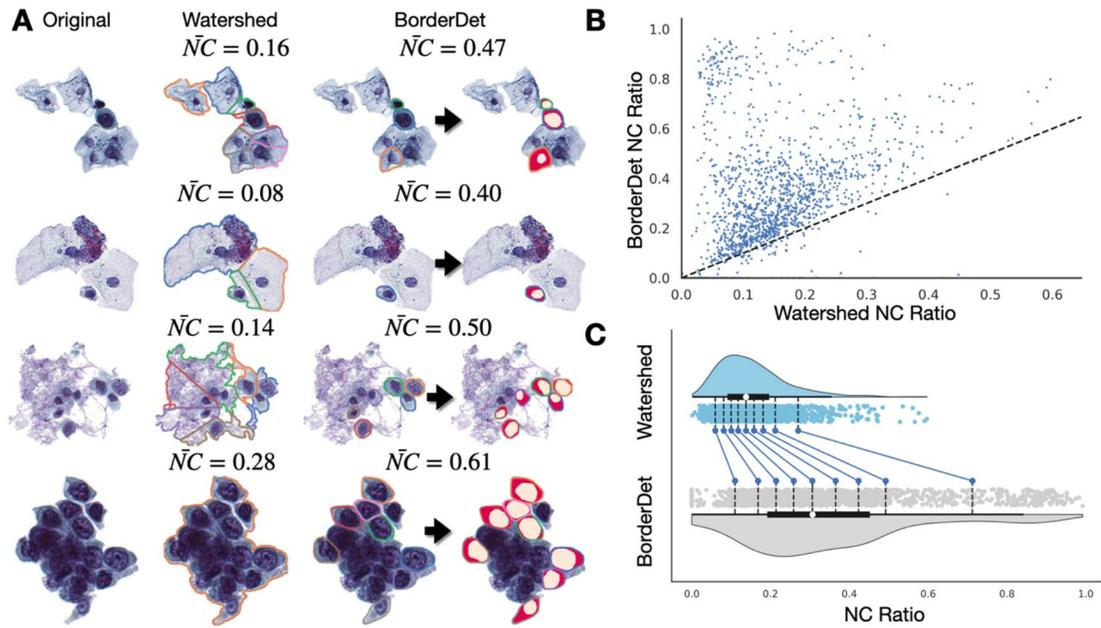 A Original Watershed BorderDet
N̄C = 0.16 N̄C = 0.47
N̄C = 0.08 N̄C = 0.40
N̄C = 0.14 N̄C = 0.50
N̄C = 0.28 N̄C = 0.61
B
BorderDet NC Ratio
1.0
0.8
0.6
0.4
0.2
0.0
0.0 0.1 0.2 0.3 0.4 0.5 0.6
Watershed NC Ratio
C
Watershed
BorderDet
0.0 0.2 0.4 0.6 0.8 1.0
NC Ratio